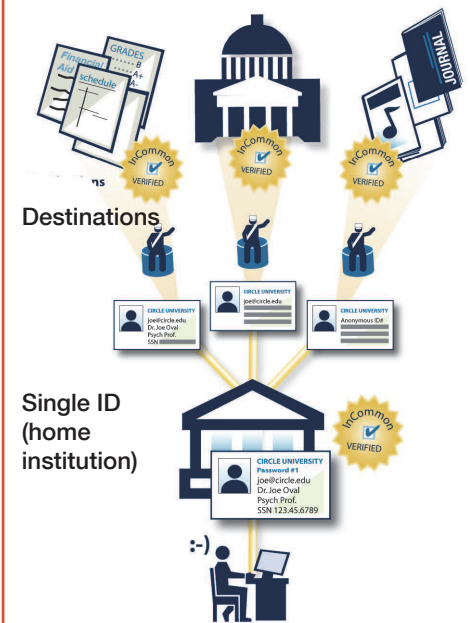 Financial
Aid
schedule
GRADES
B
A+
A-
JOURNAL
InCommon
VERIFIED
InCommon
VERIFIED
InCommon
VERIFIED
ns
Destinations
CIRCLE UNIVERSITY
joe@circle.edu
Dr. Joe Oval
Psych Prof.
SSN
CIRCLE UNIVERSITY
joe@circle.edu
CIRCLE UNIVERSITY
Anonymous ID#
Single ID
(home
institution)
InCommon
VERIFIED
CIRCLE UNIVERSITY
Password #1
joe@circle.edu
Dr. Joe Oval
Psych Prof.
SSN 123.45.6789
:-)